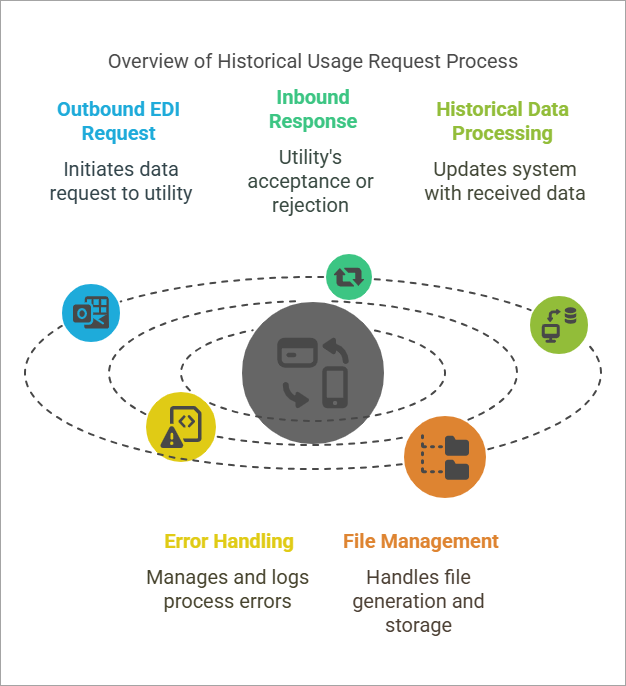 Overview of Historical Usage Request Process
Outbound EDI
Request
Initiates data
request to utility
Inbound
Response
Utility's
acceptance or
rejection
Historical Data
Processing
Updates system
with received data
Error Handling
Manages and logs
process errors
File Management
Handles file
generation and
storage